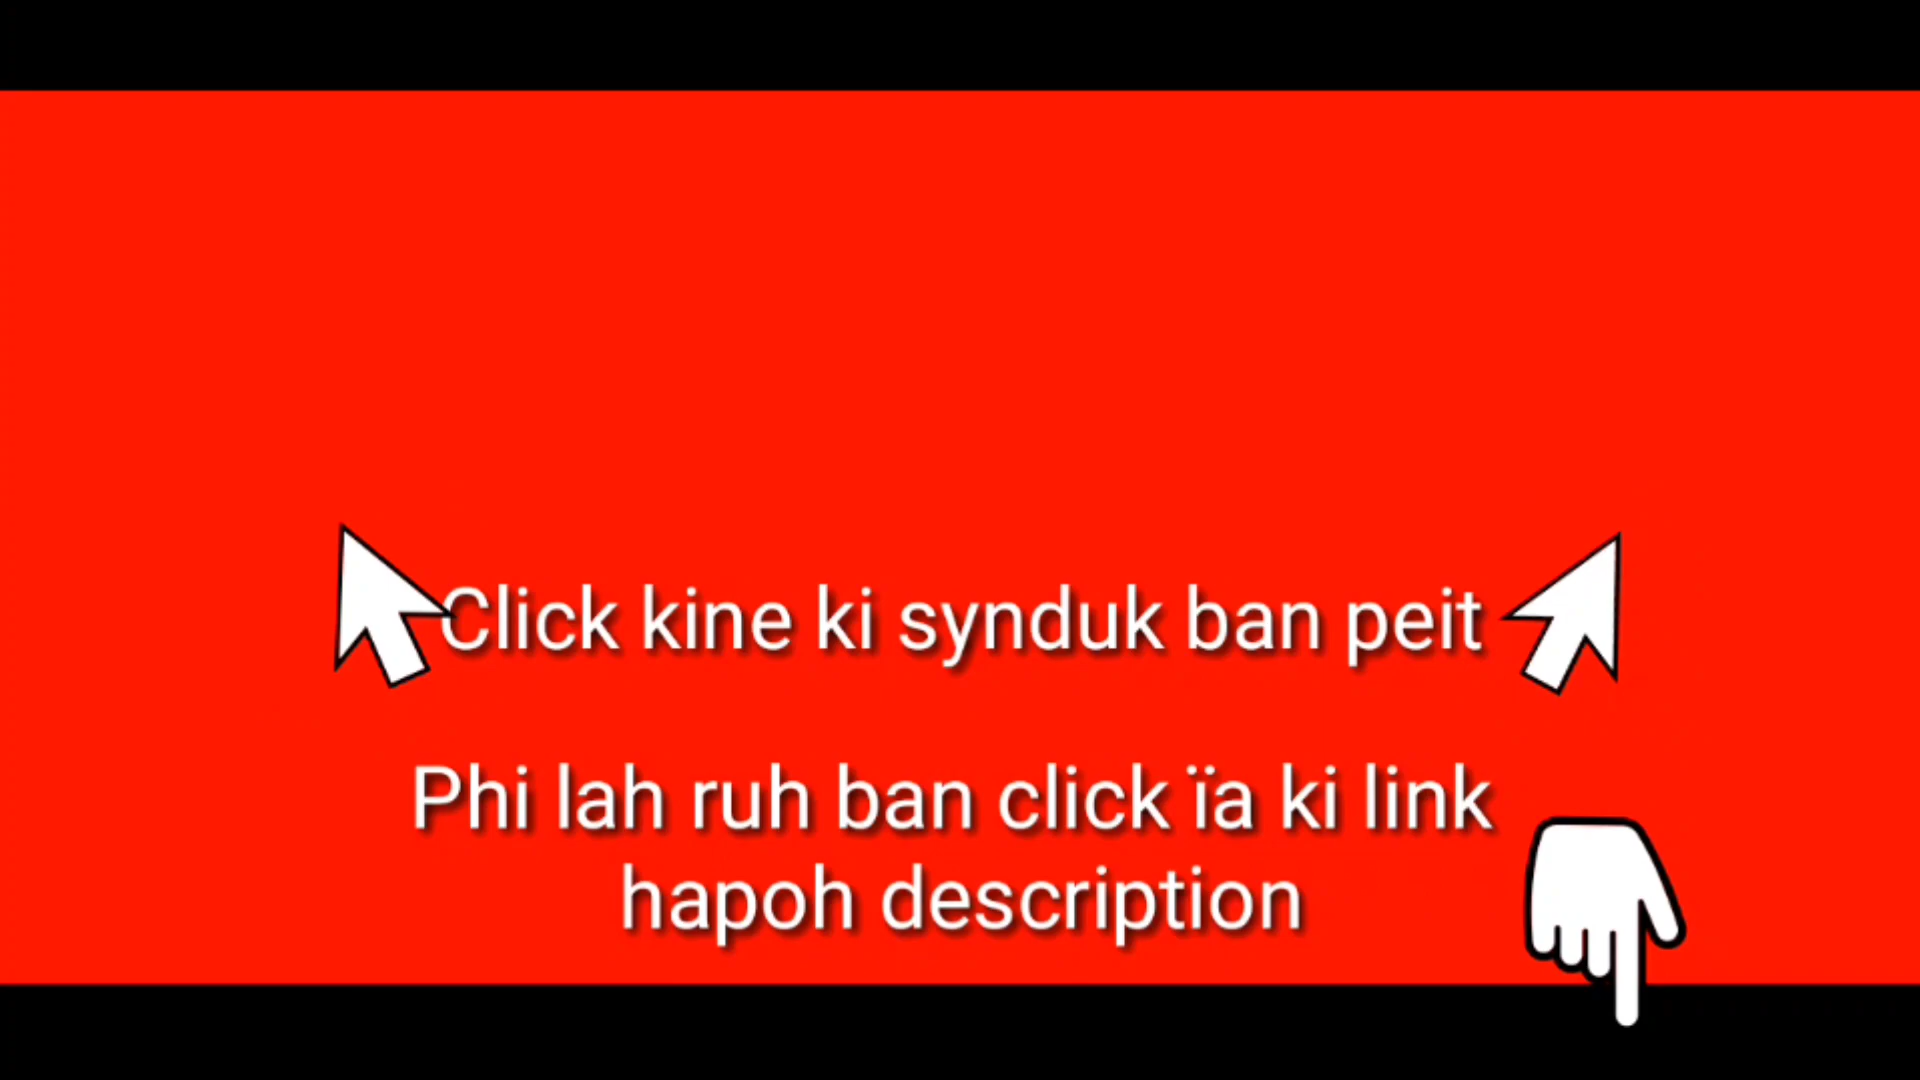 Click kine ki synduk ban peit
Phi lah ruh ban click ïa ki link
hapoh description